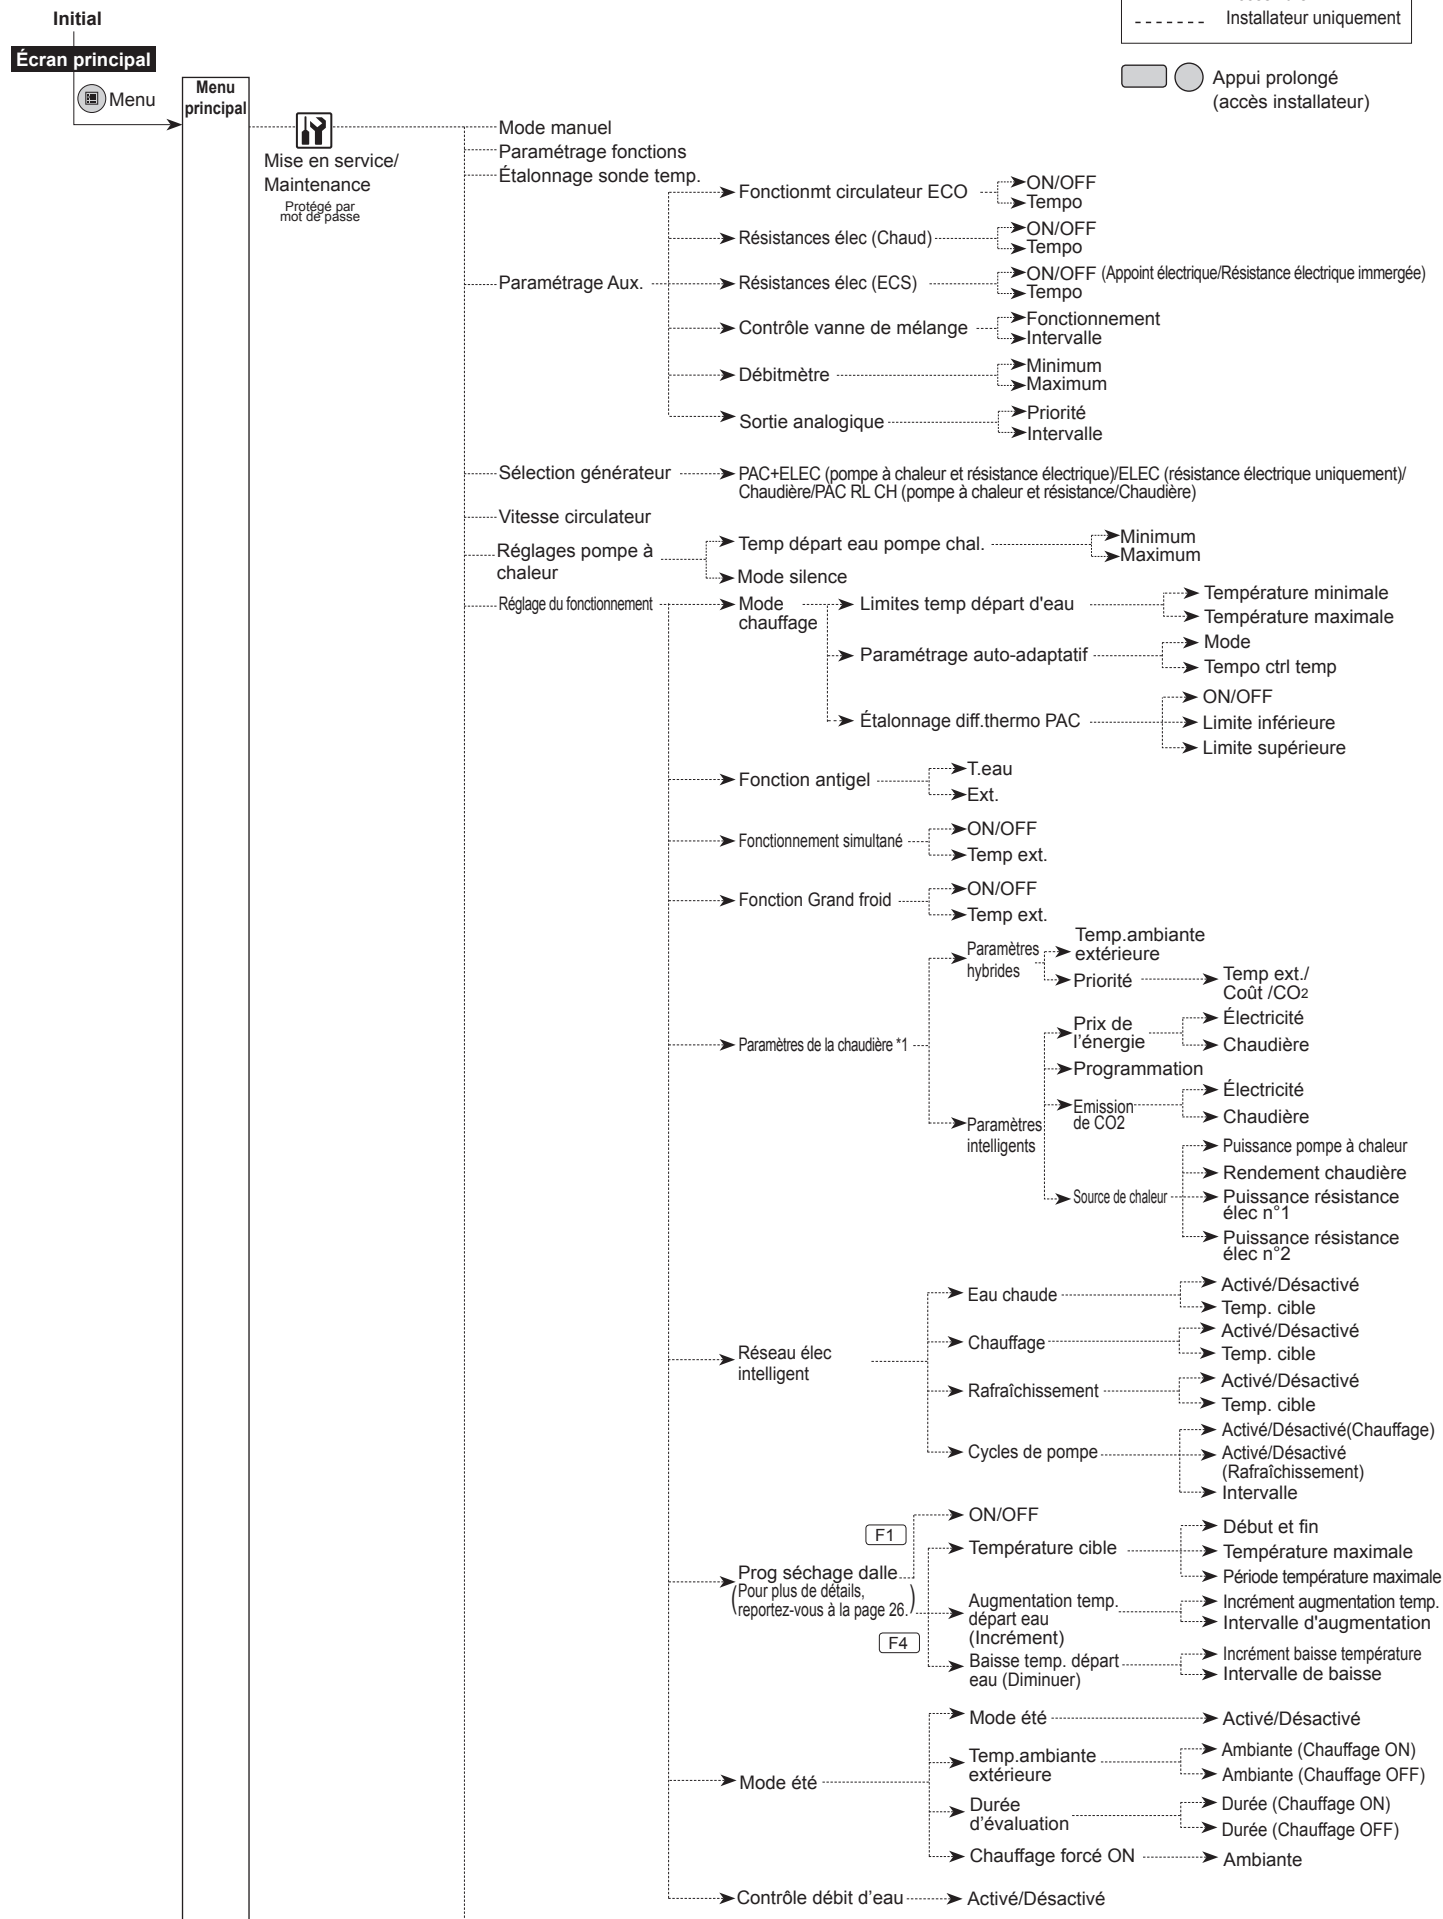 Initial
Installateur uniquement
Écran principal
Menu
Menu
principal
Appui prolongé
(accès installateur)
Mise en service/
Maintenance
Protégé par
mot de passe
Mode manuel
Paramétrage fonctions
Étalonnage sonde temp.
Paramétrage Aux.
Fonctionmt circulateur ECO
ON/OFF
Tempo
Résistances élec (Chaud)
ON/OFF
Tempo
Résistances élec (ECS)
ON/OFF (Appoint électrique/Résistance électrique immergée)
Tempo
Contrôle vanne de mélange
Fonctionnement
Intervalle
Débitmètre
Minimum
Maximum
Sortie analogique
Priorité
Intervalle
Sélection générateur
PAC+ELEC (pompe à chaleur et résistance électrique)/ELEC (résistance électrique uniquement)/
Chaudière/PAC RL CH (pompe à chaleur et résistance/Chaudière)
Vitesse circulateur
Réglages pompe à
chaleur
Temp départ eau pompe chal.
Minimum
Maximum
Mode silence
Réglage du fonctionnement
Mode
chauffage
Limites temp départ d'eau
Température minimale
Température maximale
Paramétrage auto-adaptatif
Mode
Tempo ctrl temp
Étalonnage diff.thermo PAC
ON/OFF
Limite inférieure
Limite supérieure
Fonction antigel
T.eau
Ext.
Fonctionnement simultané
ON/OFF
Temp ext.
Fonction Grand froid
ON/OFF
Temp ext.
Paramètres de la chaudière *1
Paramètres
hybrides
Temp.ambiante
extérieure
Priorité
Temp ext./
Coût /CO2
Paramètres
intelligents
Prix de
l'énergie
Électricité
Chaudière
Programmation
Emission
de CO2
Électricité
Chaudière
Source de chaleur
Puissance pompe à chaleur
Rendement chaudière
Puissance résistance
élec n°1
Puissance résistance
élec n°2
Réseau élec
intelligent
Eau chaude
Activé/Désactivé
Temp. cible
Chauffage
Activé/Désactivé
Temp. cible
Rafraîchissement
Activé/Désactivé
Temp. cible
Cycles de pompe
Activé/Désactivé(Chauffage)
Activé/Désactivé
(Rafraîchissement)
Intervalle
Prog séchage dalle
(Pour plus de détails,
reportez-vous à la page 26.)
F1
ON/OFF
F4
Température cible
Début et fin
Température maximale
Période température maximale
Augmentation temp.
départ eau
(Incrément)
Incrément augmentation temp.
Intervalle d'augmentation
Baisse temp. départ
eau (Diminuer)
Incrément baisse température
Intervalle de baisse
Mode été
Mode été
Activé/Désactivé
Temp.ambiante
extérieure
Ambiante (Chauffage ON)
Ambiante (Chauffage OFF)
Durée
d'évaluation
Durée (Chauffage ON)
Durée (Chauffage OFF)
Chauffage forcé ON
Ambiante
Contrôle débit d'eau
Activé/Désactivé